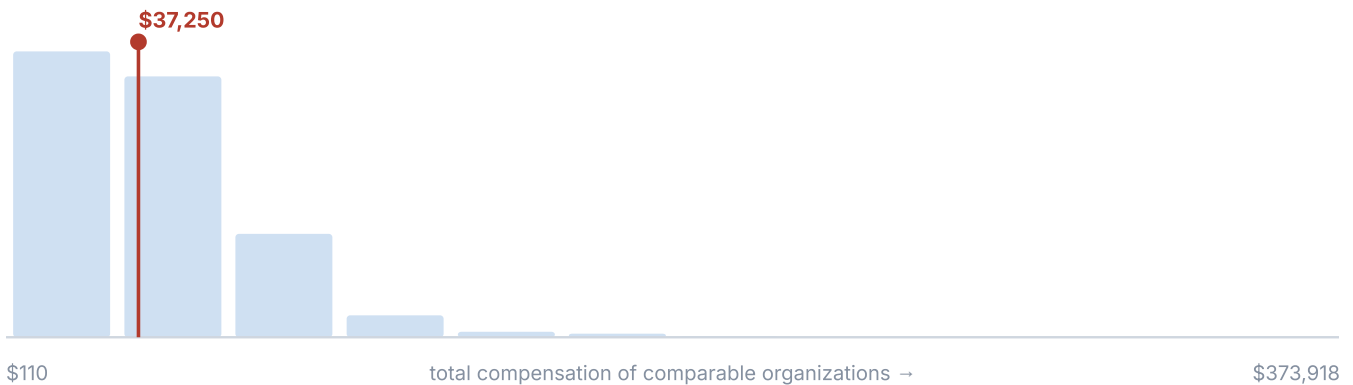 $37,250
$110
total compensation of comparable organizations →
$373,918